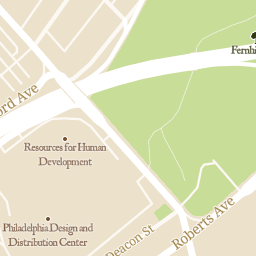 Fernhi
ord Ave
Resources for Human
Development
Roberts Ave
Philadelphia Design and
Distribution Center
Deacon St